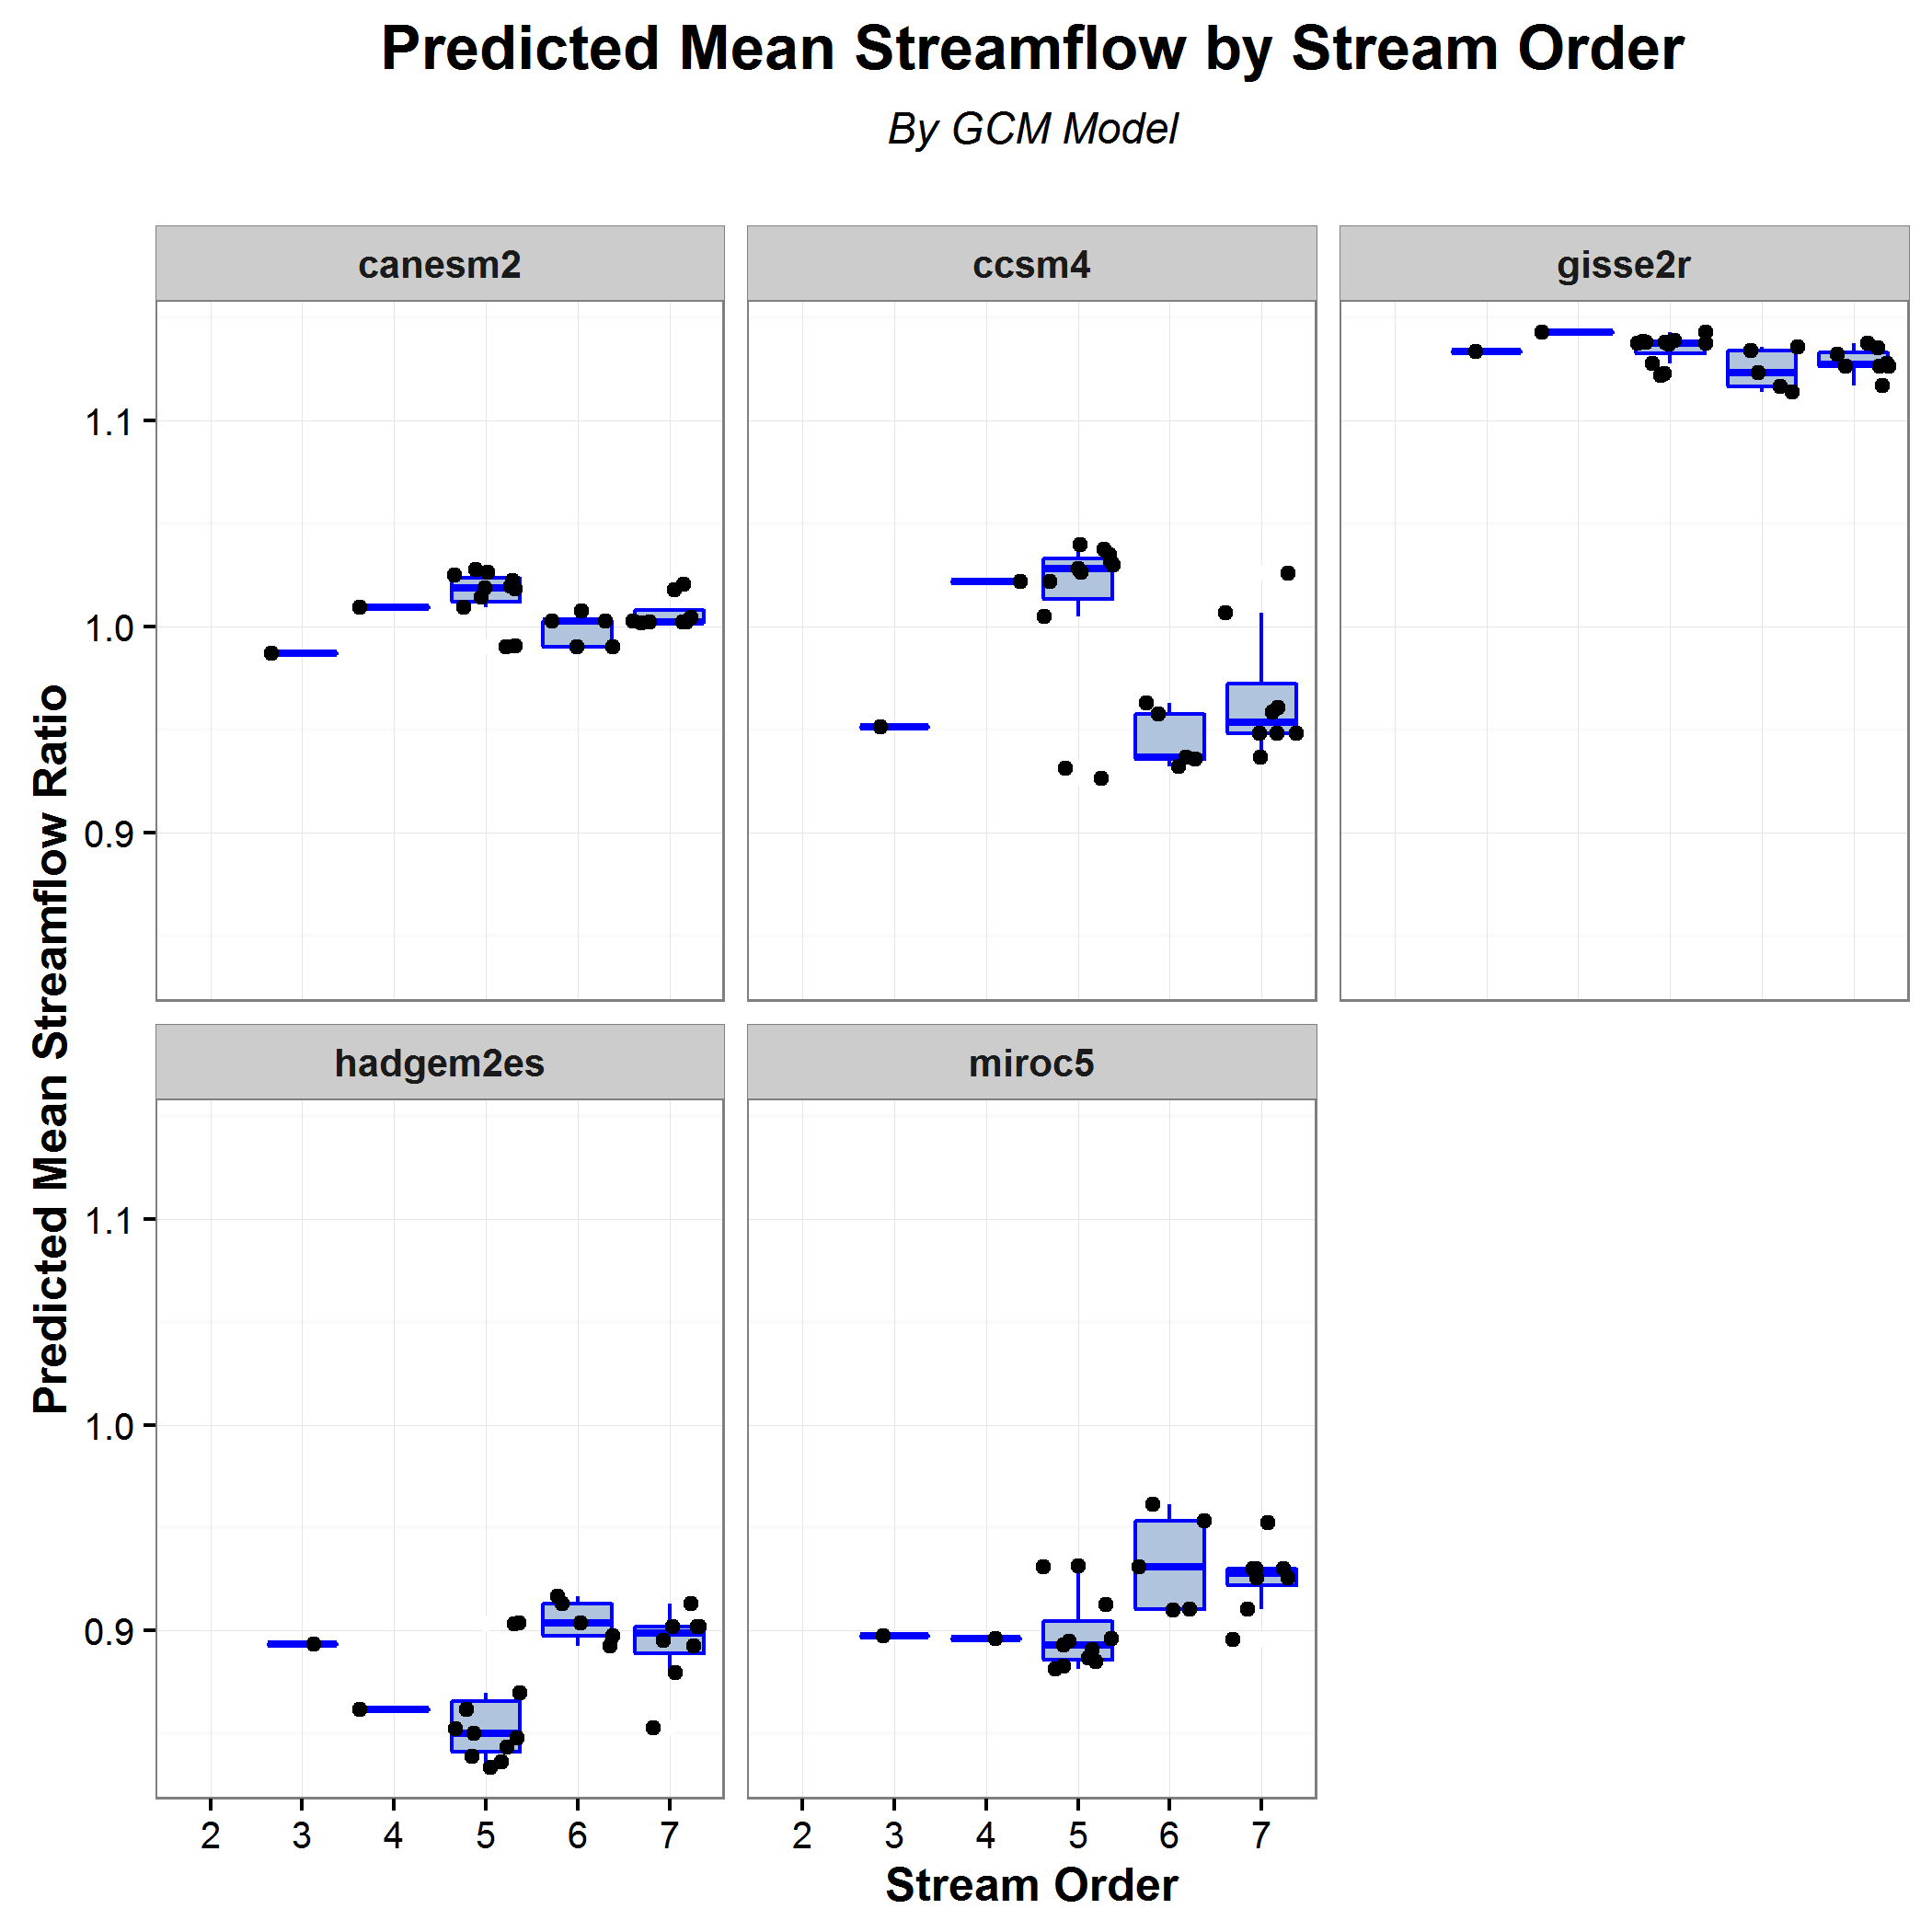 Predicted Mean Streamflow by Stream Order
By GCM Model
canesm2
ccsm4
gisse2r
1.1
1.0
0.9
Predicted Mean Streamflow Ratio
hadgem2es
miroc5
1.1
1.0
0.9
2 3 4 5 6 7
2 3 4 5 6 7
Stream Order